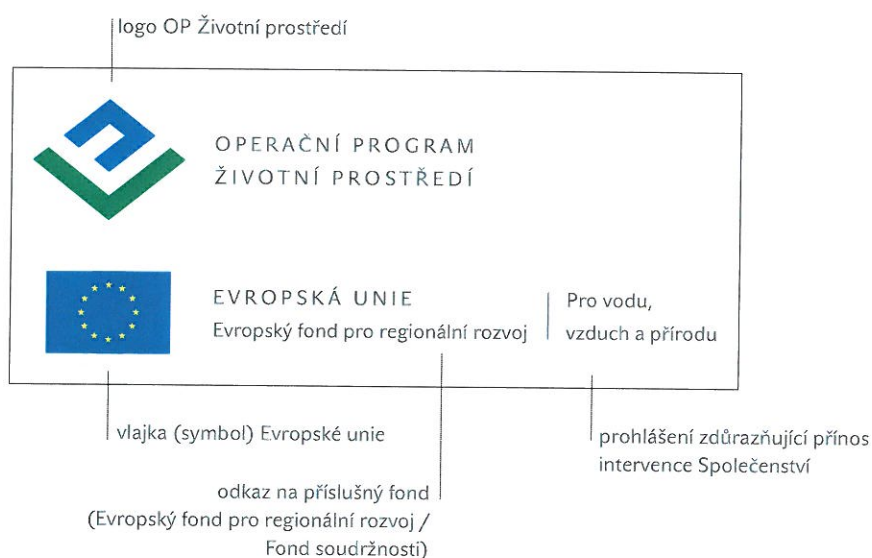 logo OP Životní prostředí
OPERAČNÍ PROGRAM
ŽIVOTNÍ PROSTŘEDÍ
EVROPSKÁ UNIE
Evropský fond pro regionální rozvoj
Pro vodu,
vzduch a přírodu
vlajka (symbol) Evropské unie
prohlášení zdůrazňující přínos
intervence Společenství
odkaz na příslušný fond
(Evropský fond pro regionální rozvoj /
Fond soudržnosti)